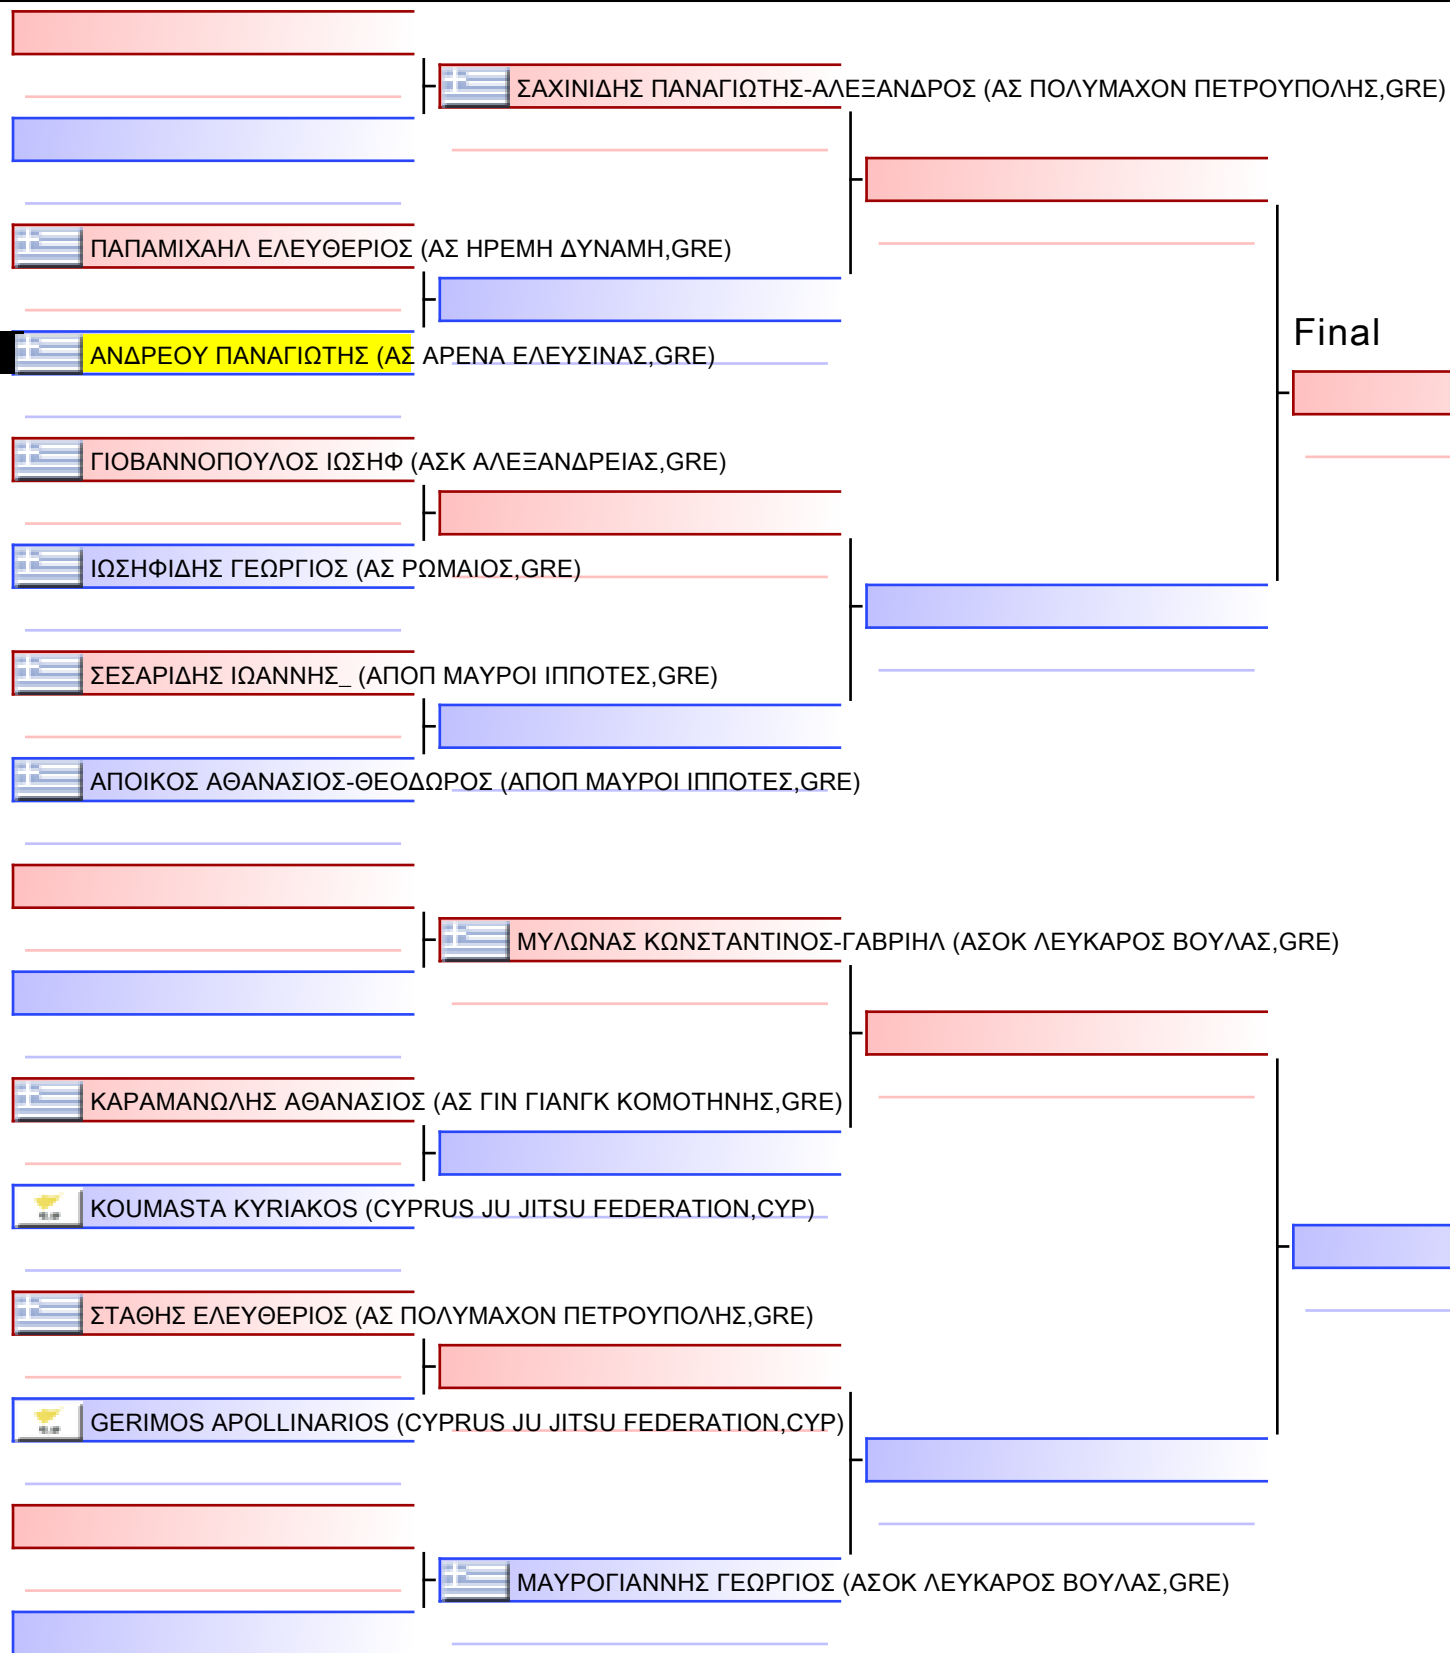 ΣΑΧΙΝΙΔΗΣ ΠΑΝΑΓΙΩΤΗΣ-ΑΛΕΞΑΝΔΡΟΣ (ΑΣ ΠΟΛΥΜΑΧΟΝ ΠΕΤΡΟΥΠΟΛΗΣ,GRE)
ΠΑΠΑΜΙΧΑΗΛ ΕΛΕΥΘΕΡΙΟΣ (ΑΣ ΗΡΕΜΗ ΔΥΝΑΜΗ,GRE)
Final
ΑΝΔΡΕΟΥ ΠΑΝΑΓΙΩΤΗΣ (ΑΣ ΑΡΕΝΑ ΕΛΕΥΣΙΝΑΣ,GRE)
ΓΙΟΒΑΝΝΟΠΟΥΛΟΣ ΙΩΣΗΦ (ΑΣΚ ΑΛΕΞΑΝΔΡΕΙΑΣ,GRE)
ΙΩΣΗΦΙΔΗΣ ΓΕΩΡΓΙΟΣ (ΑΣ ΡΩΜΑΙΟΣ,GRE)
ΣΕΣΑΡΙΔΗΣ ΙΩΑΝΝΗΣ_ (ΑΠΟΠ ΜΑΥΡΟΙ ΙΠΠΟΤΕΣ,GRE)
ΑΠΟΙΚΟΣ ΑΘΑΝΑΣΙΟΣ-ΘΕΟΔΩΡΟΣ (ΑΠΟΠ ΜΑΥΡΟΙ ΙΠΠΟΤΕΣ,GRE)
ΜΥΛΩΝΑΣ ΚΩΝΣΤΑΝΤΙΝΟΣ-ΓΑΒΡΙΗΛ (ΑΣΟΚ ΛΕΥΚΑΡΟΣ ΒΟΥΛΑΣ,GRE)
ΚΑΡΑΜΑΝΩΛΗΣ ΑΘΑΝΑΣΙΟΣ (ΑΣ ΓΙΝ ΓΙΑΝΓΚ ΚΟΜΟΤΗΝΗΣ,GRE)
KOUMASTA KYRIAKOS (CYPRUS JU JITSU FEDERATION,CYP)
ΣΤΑΘΗΣ ΕΛΕΥΘΕΡΙΟΣ (ΑΣ ΠΟΛΥΜΑΧΟΝ ΠΕΤΡΟΥΠΟΛΗΣ,GRE)
GERIMOS APOLLINARIOS (CYPRUS JU JITSU FEDERATION,CYP)
ΜΑΥΡΟΓΙΑΝΝΗΣ ΓΕΩΡΓΙΟΣ (ΑΣΟΚ ΛΕΥΚΑΡΟΣ ΒΟΥΛΑΣ,GRE)